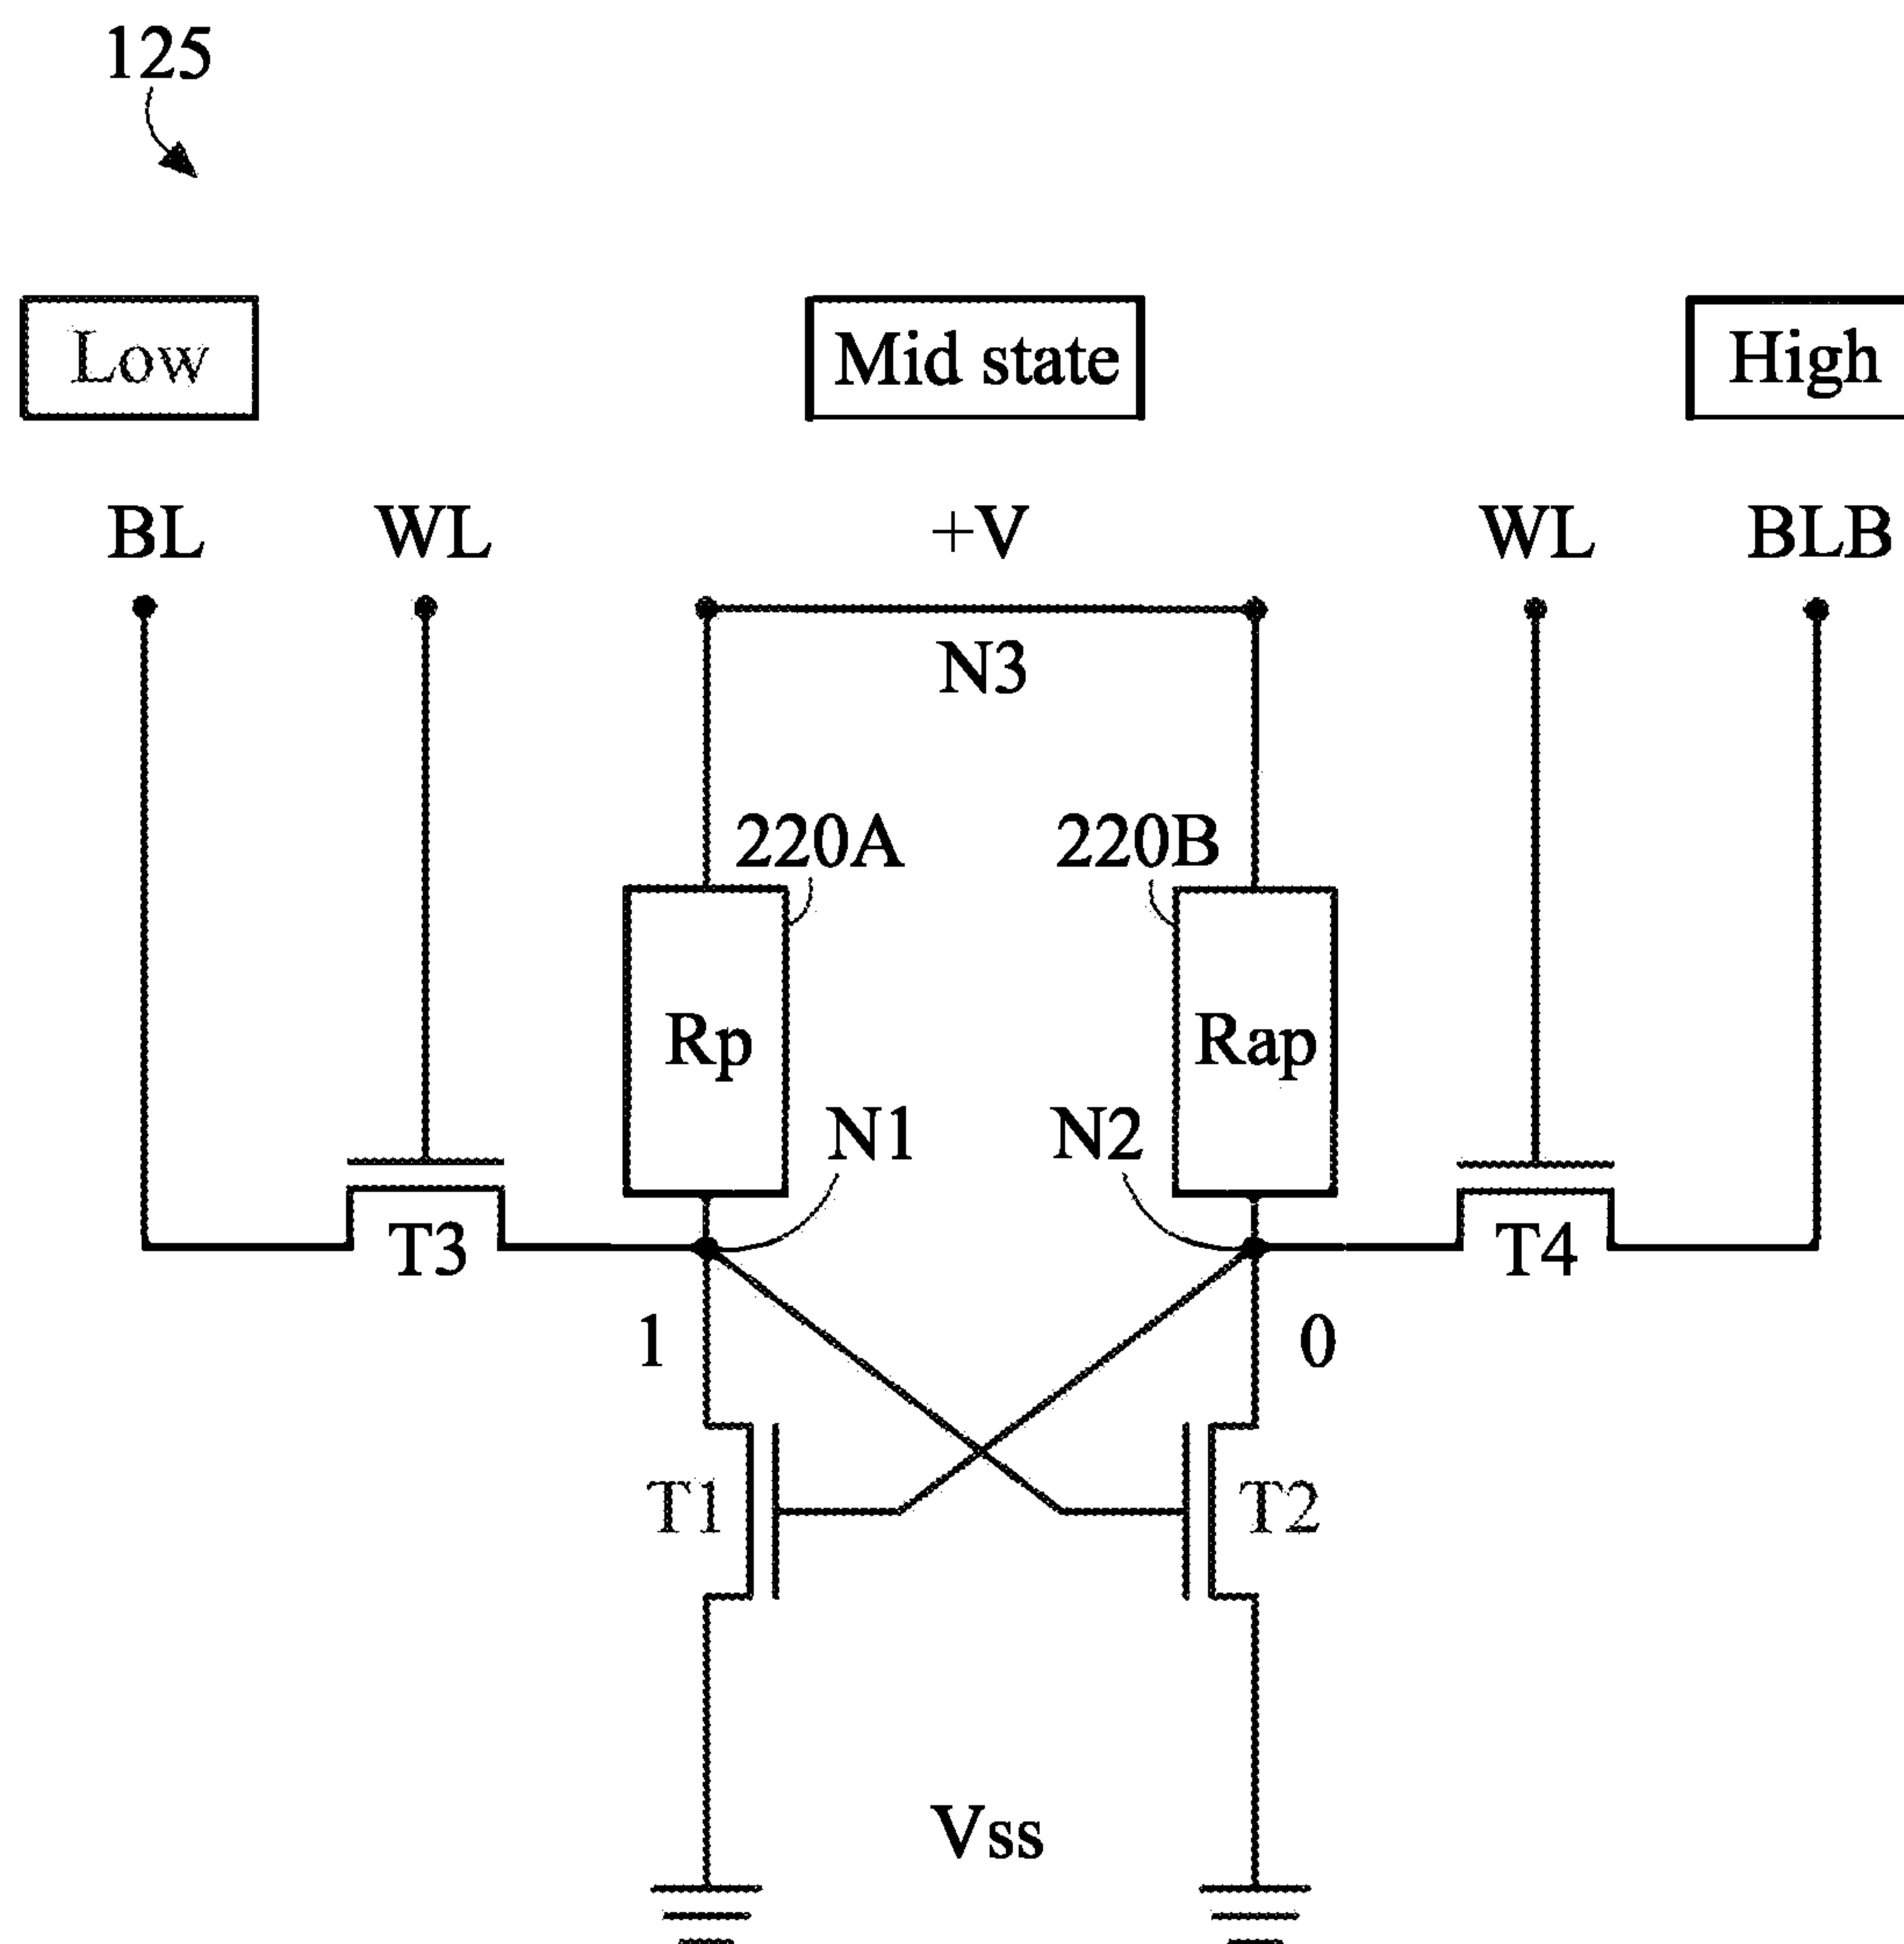 125
Low Mid state High
BL WL +V WL BLB
N3
220A 220B
Rp Rap
N1 N2
T3 T4
1 0
T1 T2
Vss